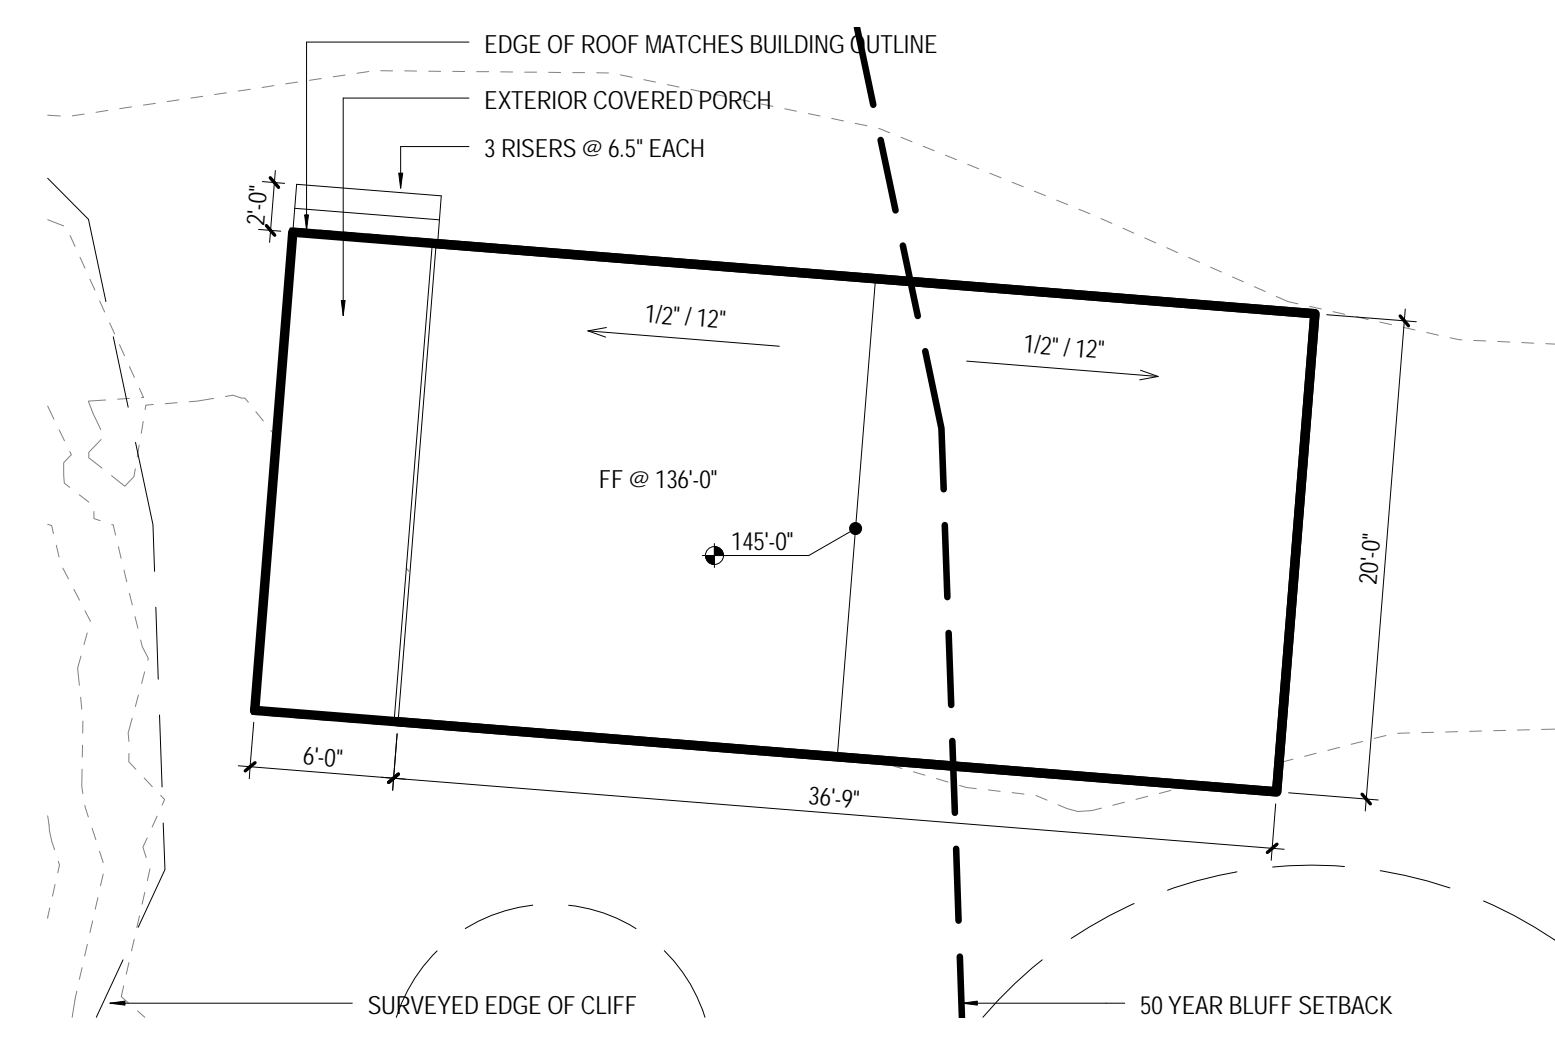 EDGE OF ROOF MATCHES BUILDING OUTLINE
EXTERIOR COVERED PORCH
3 RISERS @ 6.5" EACH
2'-0"
1/2" / 12"
1/2" / 12"
FF @ 136'-0"
145'-0"
20'-0"
6'-0"
36'-9"
SURVEYED EDGE OF CLIFF
50 YEAR BLUFF SETBACK